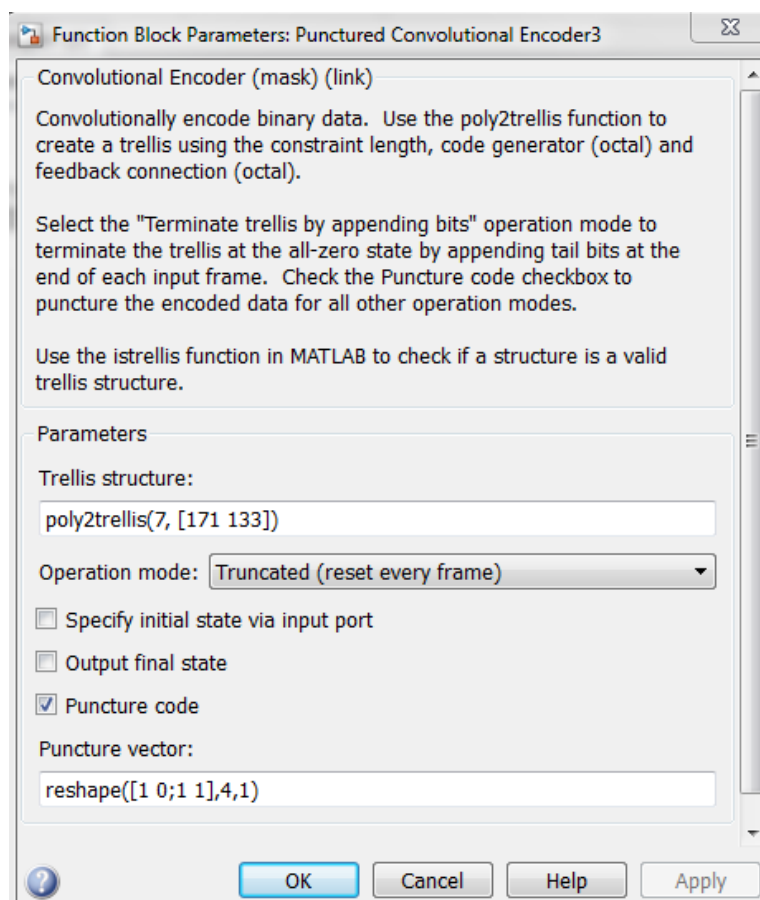 Function Block Parameters: Punctured Convolutional Encoder3
Convolutional Encoder (mask) (link)
Convolutionally encode binary data.  Use the poly2trellis function to
create a trellis using the constraint length, code generator (octal) and
feedback connection (octal).
Select the "Terminate trellis by appending bits" operation mode to
terminate the trellis at the all-zero state by appending tail bits at the
end of each input frame.  Check the Puncture code checkbox to
puncture the encoded data for all other operation modes.
Use the istrellis function in MATLAB to check if a structure is a valid
trellis structure.
Parameters
Trellis structure:
poly2trellis(7, [171 133])
Operation mode: Truncated (reset every frame)
Specify initial state via input port
Output final state
Puncture code
Puncture vector:
reshape([1 0;1 1],4,1)
OK Cancel Help Apply